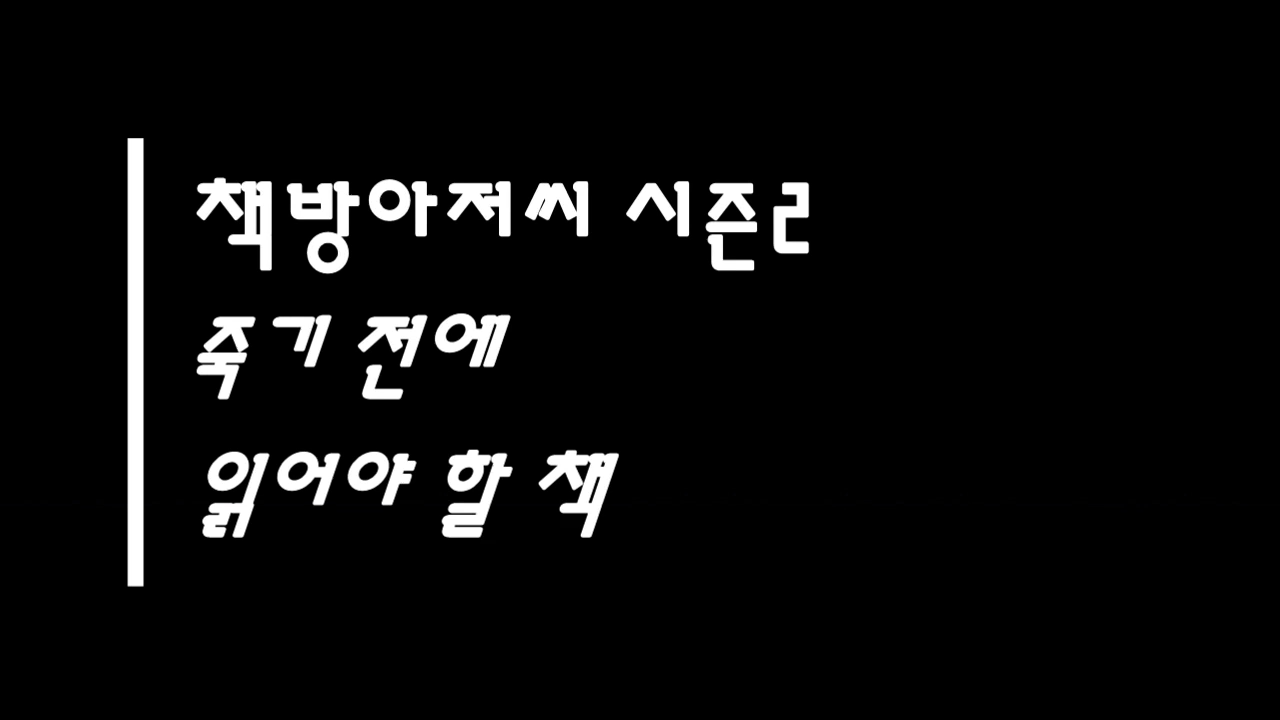 책방아저씨 시즌2
죽기 전에
읽어야 할 책